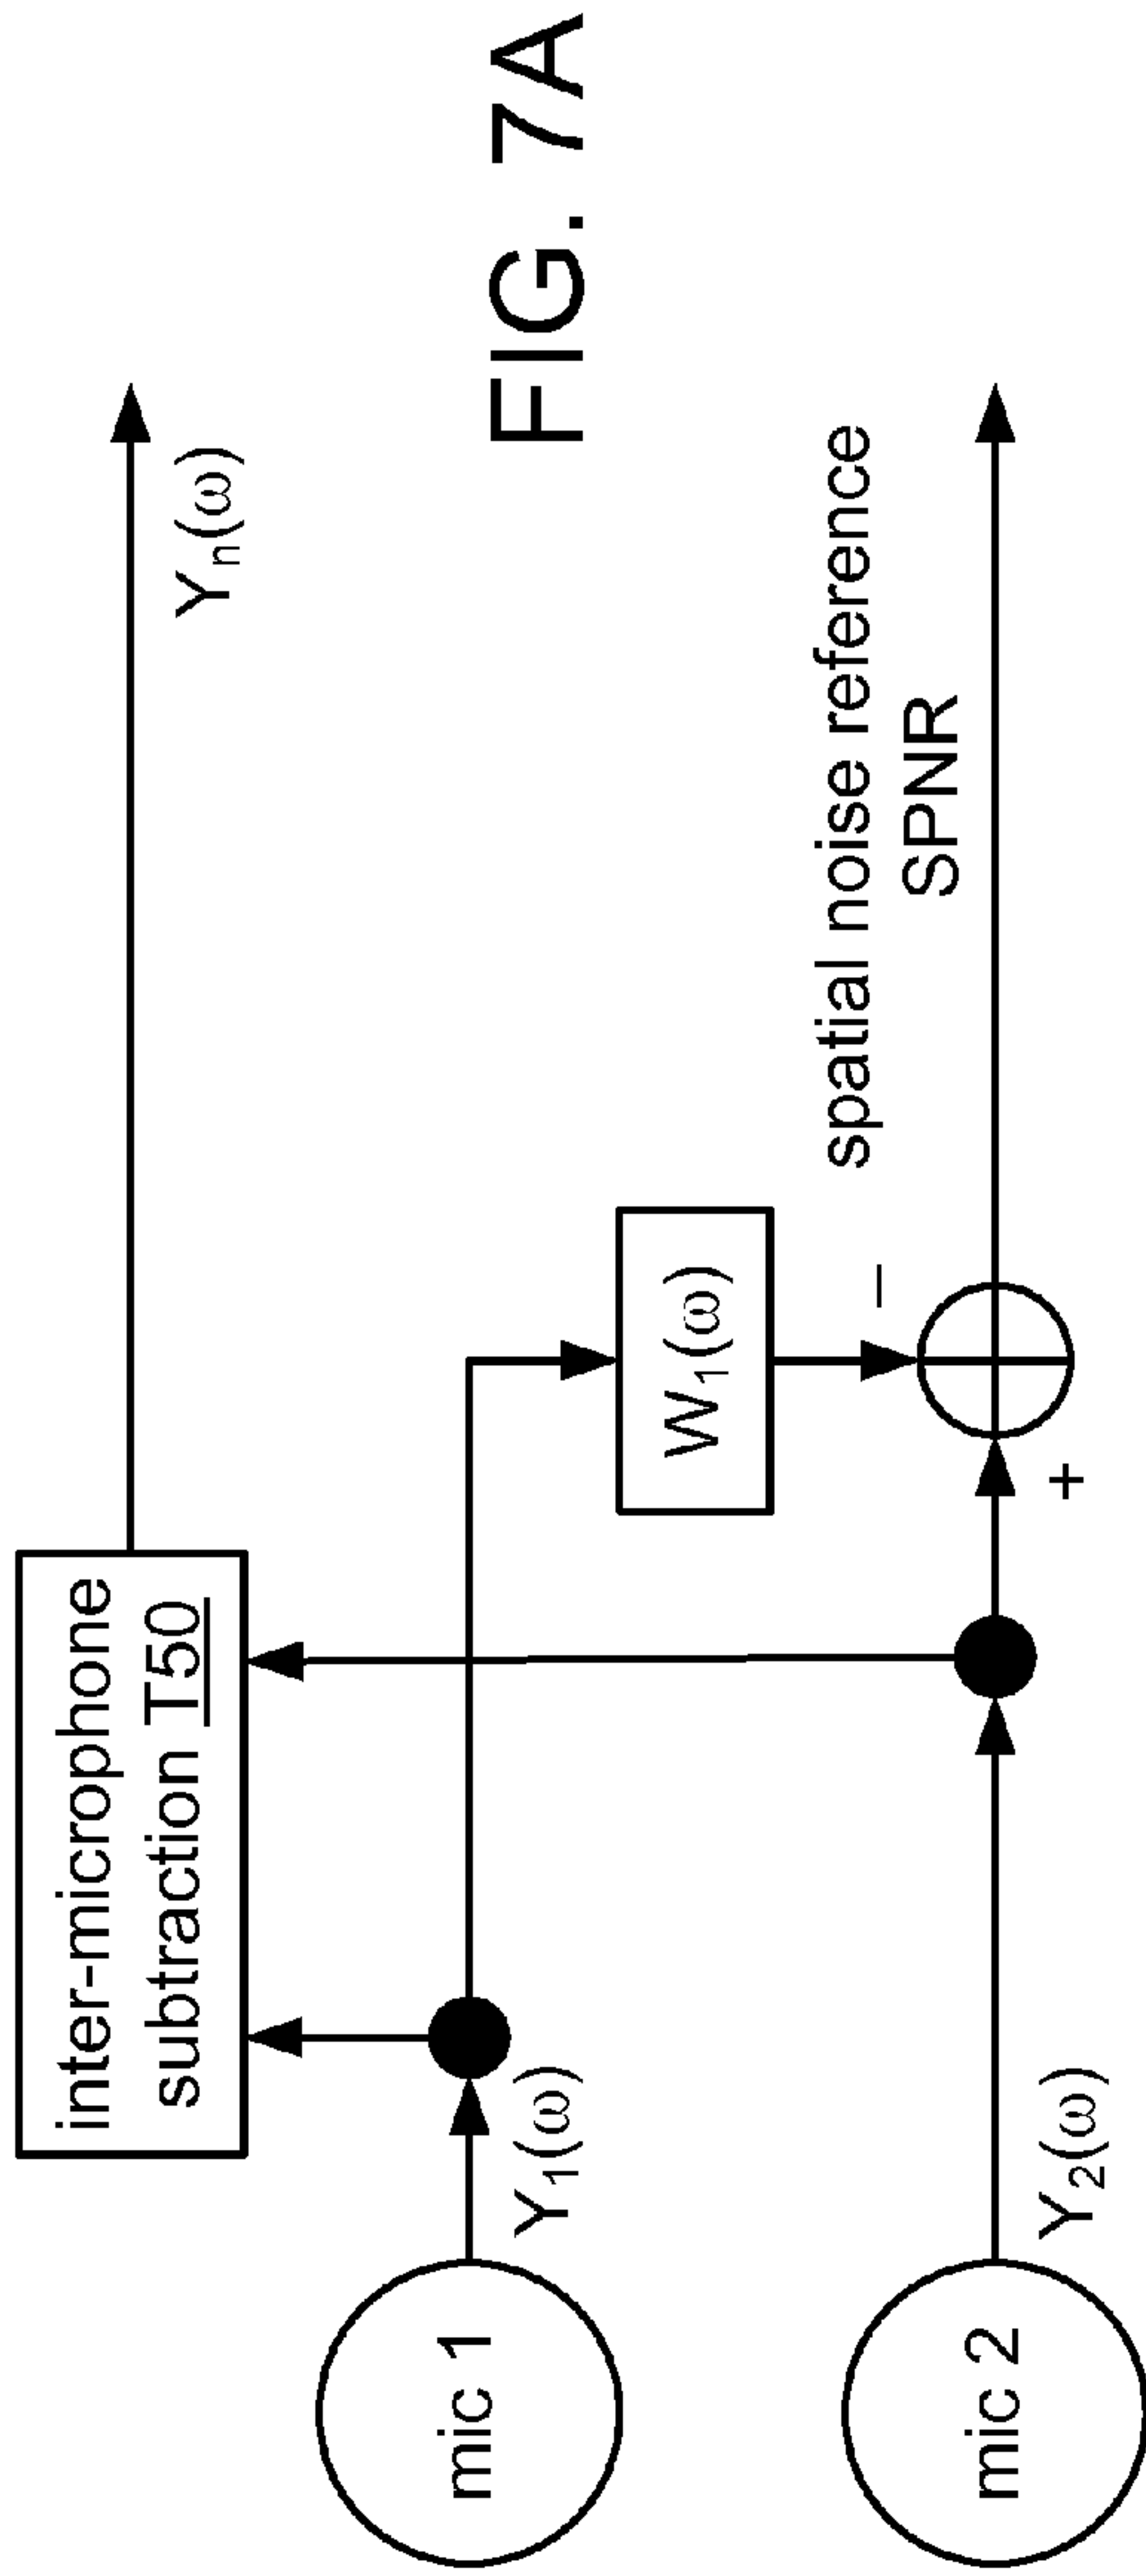 inter-microphone
subtraction T50
Yₙ(ω)
mic 1
Y₁(ω)
W₁(ω)
FIG. 7A
spatial noise reference
SPNR
−
+
mic 2
Y₂(ω)